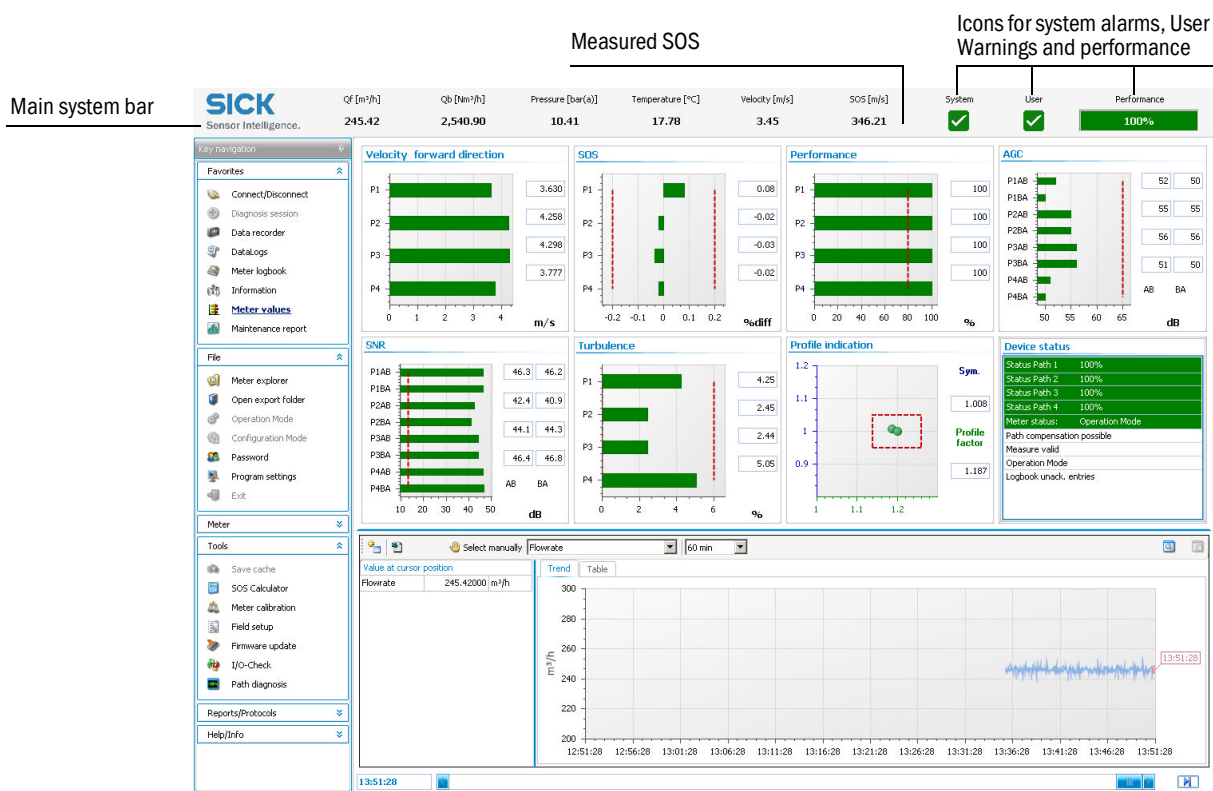 Icons for system alarms, User
Warnings and performance
Measured SOS
Main system bar
SICK
Sensor Intelligence.
Qf [m³/h] Qb [Nm³/h] Pressure [bar(a)] Temperature [°C] Velocity [m/s] SOS [m/s] System User Performance
245.42 2,540.90 10.41 17.78 3.45 346.21 100%
Key navigation
Favorites
Connect/Disconnect
Diagnosis session
Data recorder
DataLogs
Meter logbook
Information
Meter values
Maintenance report
File
Meter explorer
Open export folder
Operation Mode
Configuration Mode
Password
Program settings
Exit
Meter
Tools
Save cache
SOS Calculator
Meter calibration
Field setup
Firmware update
I/O-Check
Path diagnosis
Reports/Protocols
Help/Info
Velocity forward direction
P1 3.630
P2 4.258
P3 4.298
P4 3.777
0 1 2 3 4 m/s
SOS
P1 0.08
P2 -0.02
P3 -0.03
P4 -0.02
-0.2 -0.1 0 0.1 0.2 %diff
Performance
P1 100
P2 100
P3 100
P4 100
0 20 40 60 80 100 %
AGC
P1AB 52 50
P1BA
P2AB 55 55
P2BA
P3AB 56 56
P3BA 51 50
P4AB
P4BA AB BA
50 55 60 65 dB
SNR
P1AB 46.3 46.2
P1BA
P2AB 42.4 40.9
P2BA
P3AB 44.1 44.3
P3BA 46.4 46.8
P4AB
P4BA AB BA
10 20 30 40 50 dB
Turbulence
P1 4.25
P2 2.45
P3 2.44
P4 5.05
0 2 4 6 %
Profile indication
1.2
1.1
1
0.9
1 1.1 1.2
Sym.
1.008
Profile
factor
1.187
Device status
Status Path 1 100%
Status Path 2 100%
Status Path 3 100%
Status Path 4 100%
Meter status: Operation Mode
Path compensation possible
Measure valid
Operation Mode
Logbook unack. entries
Select manually Flowrate 60 min
Value at cursor position
Flowrate 245.42000 m³/h
Trend Table
300
280
260
240
220
200
m³/h
13:51:28
12:51:28 12:56:28 13:01:28 13:06:28 13:11:28 13:16:28 13:21:28 13:26:28 13:31:28 13:36:28 13:41:28 13:46:28 13:51:28
13:51:28